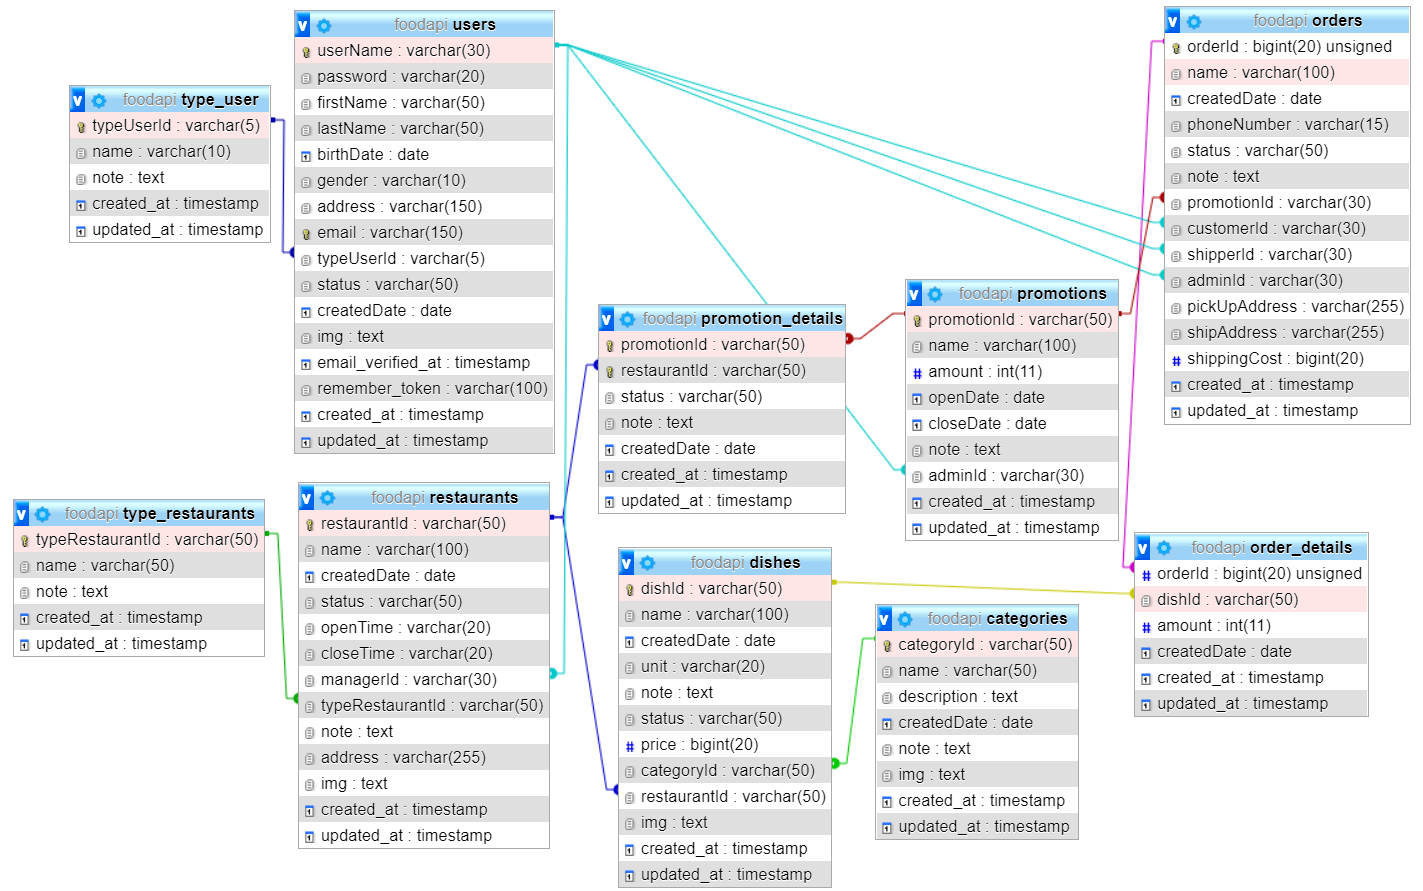 foodapi type_user
typeUserId : varchar(5)
name : varchar(10)
note : text
created_at : timestamp
updated_at : timestamp
foodapi users
userName : varchar(30)
password : varchar(20)
firstName : varchar(50)
lastName : varchar(50)
birthDate : date
gender : varchar(10)
address : varchar(150)
email : varchar(150)
typeUserId : varchar(5)
status : varchar(50)
createdDate : date
img : text
email_verified_at : timestamp
remember_token : varchar(100)
created_at : timestamp
updated_at : timestamp
foodapi orders
orderId : bigint(20) unsigned
name : varchar(100)
createdDate : date
phoneNumber : varchar(15)
status : varchar(50)
note : text
promotionId : varchar(30)
customerId : varchar(30)
shipperId : varchar(30)
adminId : varchar(30)
pickUpAddress : varchar(255)
shipAddress : varchar(255)
shippingCost : bigint(20)
created_at : timestamp
updated_at : timestamp
foodapi promotion_details
promotionId : varchar(50)
restaurantId : varchar(50)
status : varchar(50)
note : text
createdDate : date
created_at : timestamp
updated_at : timestamp
foodapi promotions
promotionId : varchar(50)
name : varchar(100)
amount : int(11)
openDate : date
closeDate : date
note : text
adminId : varchar(30)
created_at : timestamp
updated_at : timestamp
foodapi type_restaurants
typeRestaurantId : varchar(50)
name : varchar(50)
note : text
created_at : timestamp
updated_at : timestamp
foodapi restaurants
restaurantId : varchar(50)
name : varchar(100)
createdDate : date
status : varchar(50)
openTime : varchar(20)
closeTime : varchar(20)
managerId : varchar(30)
typeRestaurantId : varchar(50)
note : text
address : varchar(255)
img : text
created_at : timestamp
updated_at : timestamp
foodapi dishes
dishId : varchar(50)
name : varchar(100)
createdDate : date
unit : varchar(20)
note : text
status : varchar(50)
price : bigint(20)
categoryId : varchar(50)
restaurantId : varchar(50)
img : text
created_at : timestamp
updated_at : timestamp
foodapi categories
categoryId : varchar(50)
name : varchar(50)
description : text
createdDate : date
note : text
img : text
created_at : timestamp
updated_at : timestamp
foodapi order_details
orderId : bigint(20) unsigned
dishId : varchar(50)
amount : int(11)
createdDate : date
created_at : timestamp
updated_at : timestamp